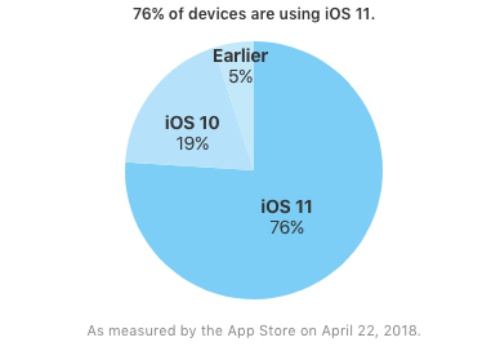 76% of devices are using iOS 11.
Earlier
5%
iOS 10
19%
iOS 11
76%
As measured by the App Store on April 22, 2018.